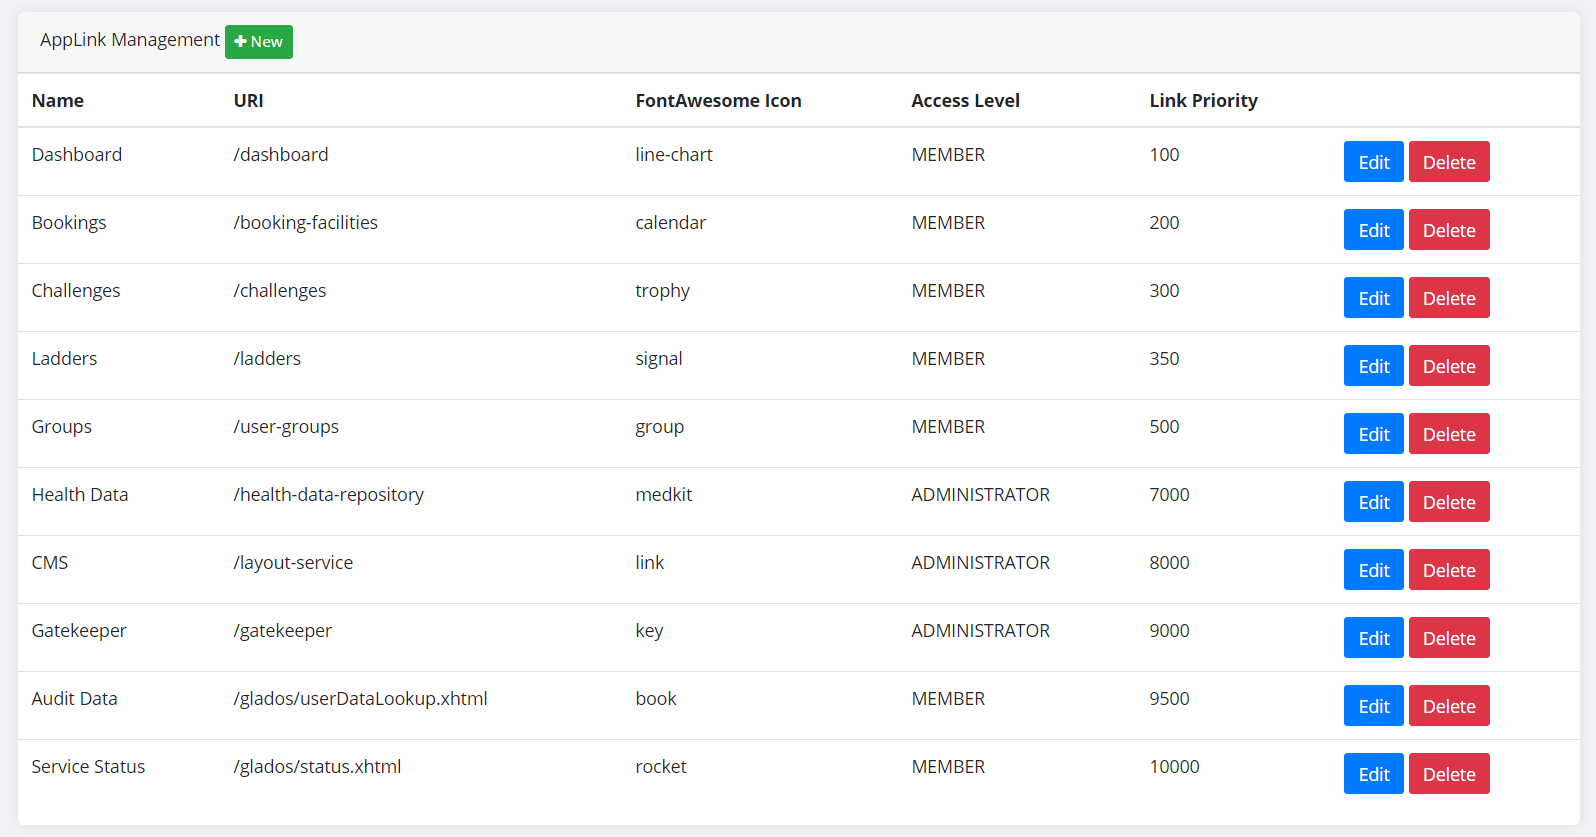 AppLink Management New
Name URI FontAwesome Icon Access Level Link Priority
Dashboard /dashboard line-chart MEMBER 100 Edit Delete
Bookings /booking-facilities calendar MEMBER 200 Edit Delete
Challenges /challenges trophy MEMBER 300 Edit Delete
Ladders /ladders signal MEMBER 350 Edit Delete
Groups /user-groups group MEMBER 500 Edit Delete
Health Data /health-data-repository medkit ADMINISTRATOR 7000 Edit Delete
CMS /layout-service link ADMINISTRATOR 8000 Edit Delete
Gatekeeper /gatekeeper key ADMINISTRATOR 9000 Edit Delete
Audit Data /glados/userDataLookup.xhtml book MEMBER 9500 Edit Delete
Service Status /glados/status.xhtml rocket MEMBER 10000 Edit Delete